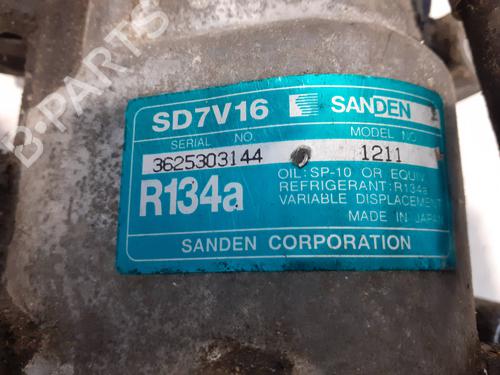 B-PARTS
SD7V16 SANDEN
SERIAL NO. MODEL NO.
3625303144 1211
R134a
OIL: SP-10 OR EQUIV.
REFRIGERANT: R134a
VARIABLE DISPLACEMENT
MADE IN JAPAN
SANDEN CORPORATION